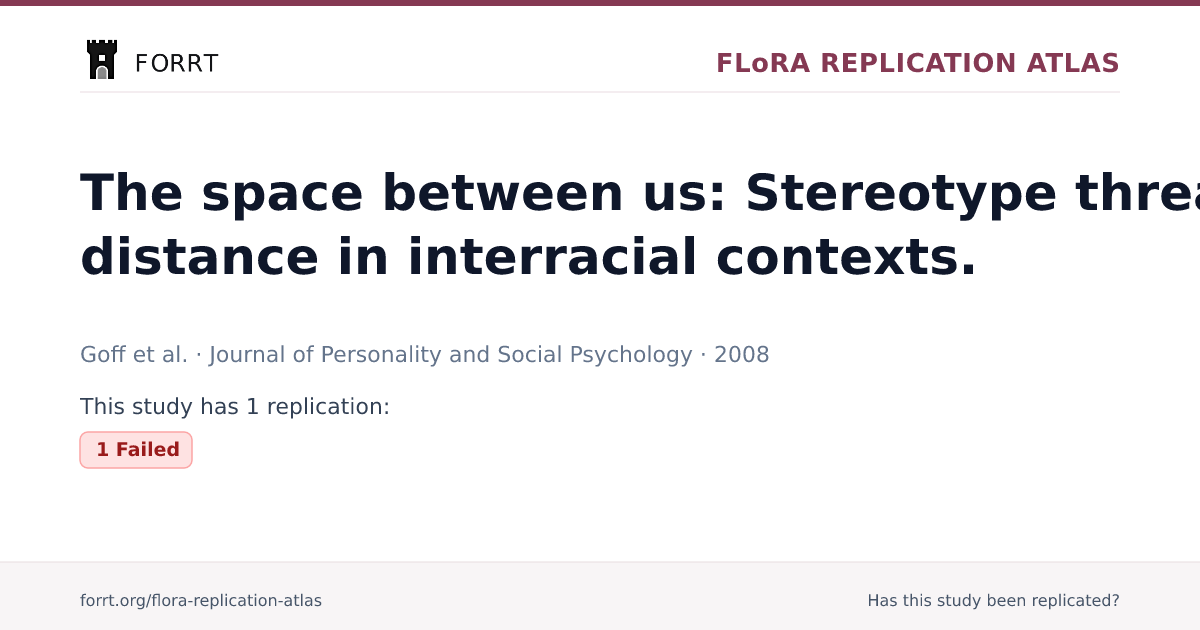 FORRT
FLoRA REPLICATION ATLAS
The space between us: Stereotype
distance in interracial contexts.
Goff et al. · Journal of Personality and Social Psychology · 2008
This study has 1 replication:
1 Failed
forrt.org/flora-replication-atlas
Has this study been replicated?